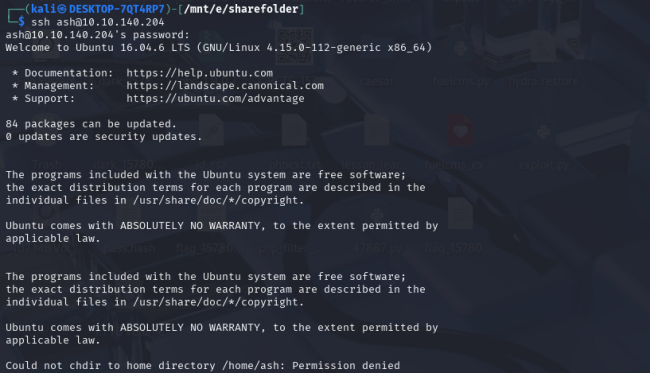 ┌──(kali㉿DESKTOP-7QT4RP7)-[/mnt/e/sharefolder]
└─$ ssh ash@10.10.140.204
ash@10.10.140.204's password:
Welcome to Ubuntu 16.04.6 LTS (GNU/Linux 4.15.0-112-generic x86_64)

 * Documentation:  https://help.ubuntu.com
 * Management:     https://landscape.canonical.com
 * Support:        https://ubuntu.com/advantage

84 packages can be updated.
0 updates are security updates.


The programs included with the Ubuntu system are free software;
the exact distribution terms for each program are described in the
individual files in /usr/share/doc/*/copyright.

Ubuntu comes with ABSOLUTELY NO WARRANTY, to the extent permitted by
applicable law.


The programs included with the Ubuntu system are free software;
the exact distribution terms for each program are described in the
individual files in /usr/share/doc/*/copyright.

Ubuntu comes with ABSOLUTELY NO WARRANTY, to the extent permitted by
applicable law.

Could not chdir to home directory /home/ash: Permission denied